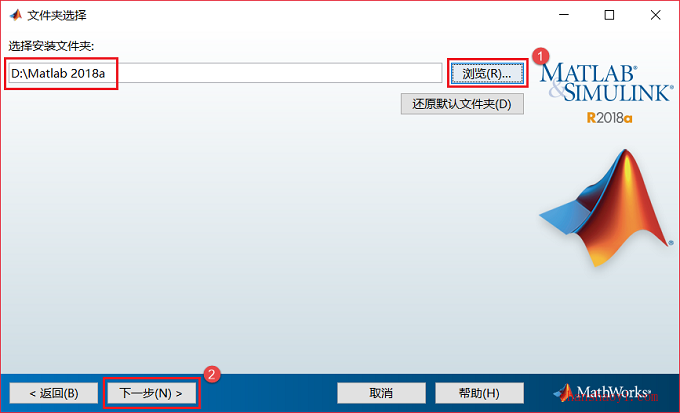 文件夹选择
选择安装文件夹:
D:\Matlab 2018a
浏览(R)...
1
还原默认文件夹(D)
MATLAB®
&SIMULINK®
R2018a
®
2
< 返回(B)
下一步(N) >
取消
帮助(H)
MathWorks®